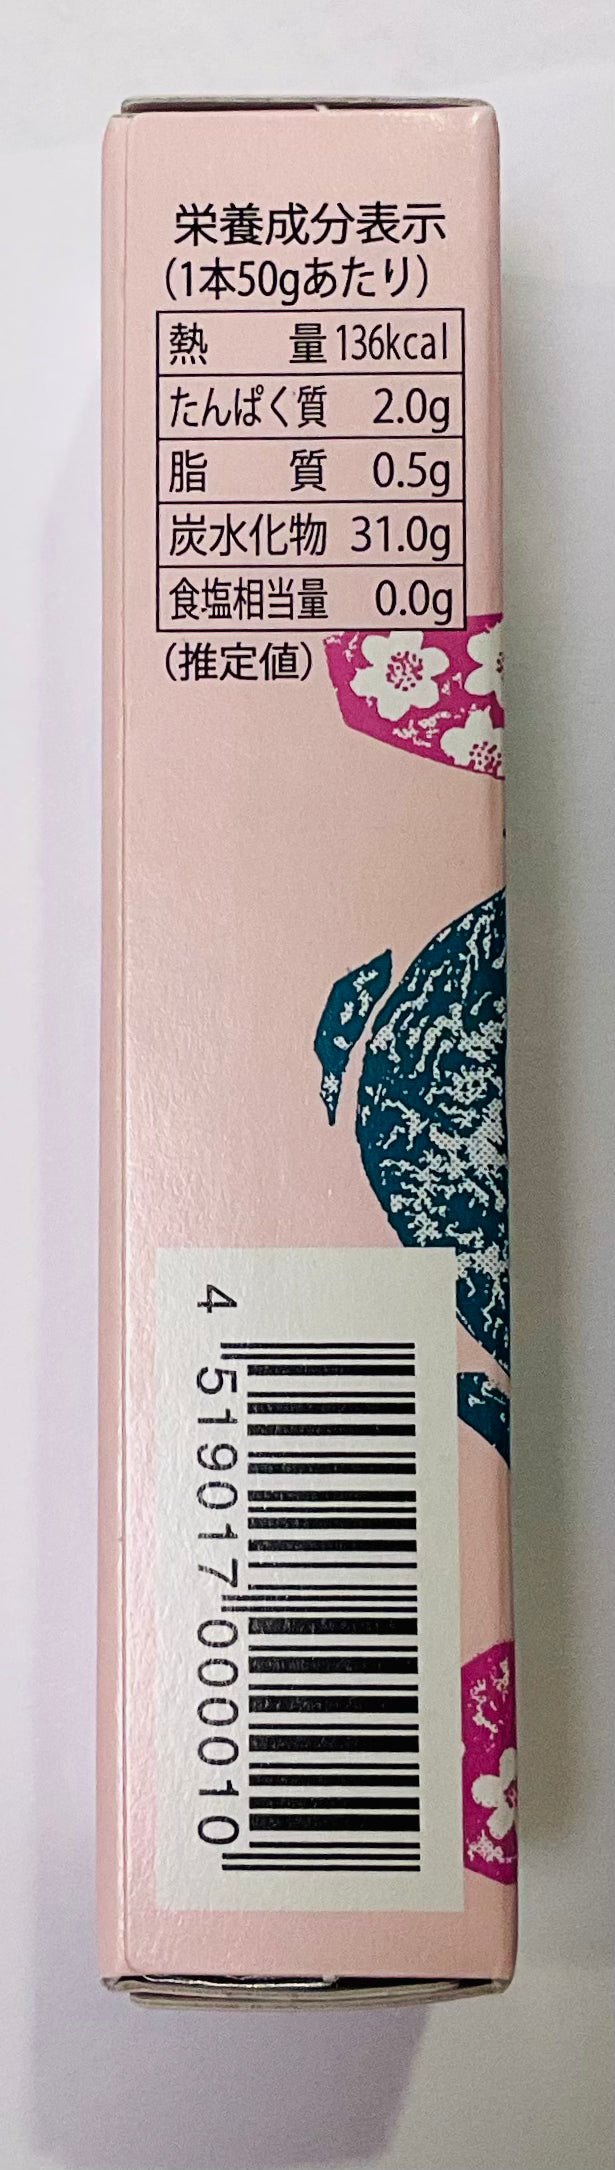 栄養成分表示
(1本50gあたり)
熱 量 136kcal
たんぱく質 2.0g
脂 質 0.5g
炭水化物 31.0g
食塩相当量 0.0g
(推定値)
4 519017 000010